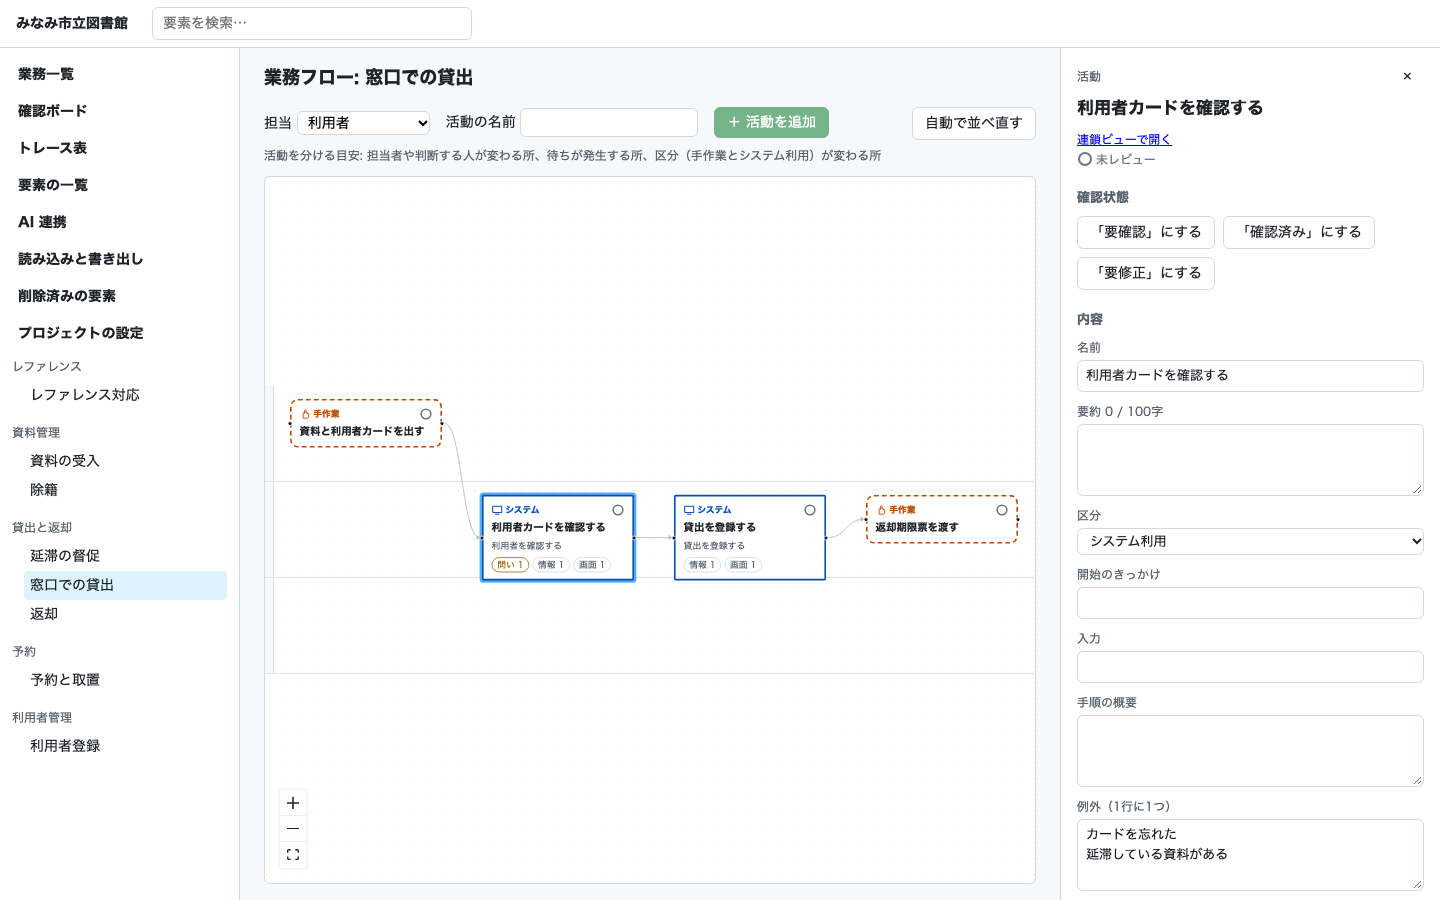 みなみ市立図書館
要素を検索…
業務一覧
確認ボード
トレース表
要素の一覧
AI 連携
読み込みと書き出し
削除済みの要素
プロジェクトの設定
レファレンス
レファレンス対応
資料管理
資料の受入
除籍
貸出と返却
延滞の督促
窓口での貸出
返却
予約
予約と取置
利用者管理
利用者登録
業務フロー: 窓口での貸出
担当 利用者 活動の名前 + 活動を追加 自動で並べ直す
活動を分ける目安: 担当者や判断する人が変わる所、待ちが発生する所、区分（手作業とシステム利用）が変わる所
手作業
資料と利用者カードを出す
システム
利用者カードを確認する
利用者を確認する
問い 1 情報 1 画面 1
システム
貸出を登録する
貸出を登録する
情報 1 画面 1
手作業
返却期限票を渡す
活動 ×
利用者カードを確認する
連鎖ビューで開く
未レビュー
確認状態
「要確認」にする 「確認済み」にする
「要修正」にする
内容
名前
利用者カードを確認する
要約 0 / 100字
区分
システム利用
開始のきっかけ
入力
手順の概要
例外（1行に1つ）
カードを忘れた
延滞している資料がある